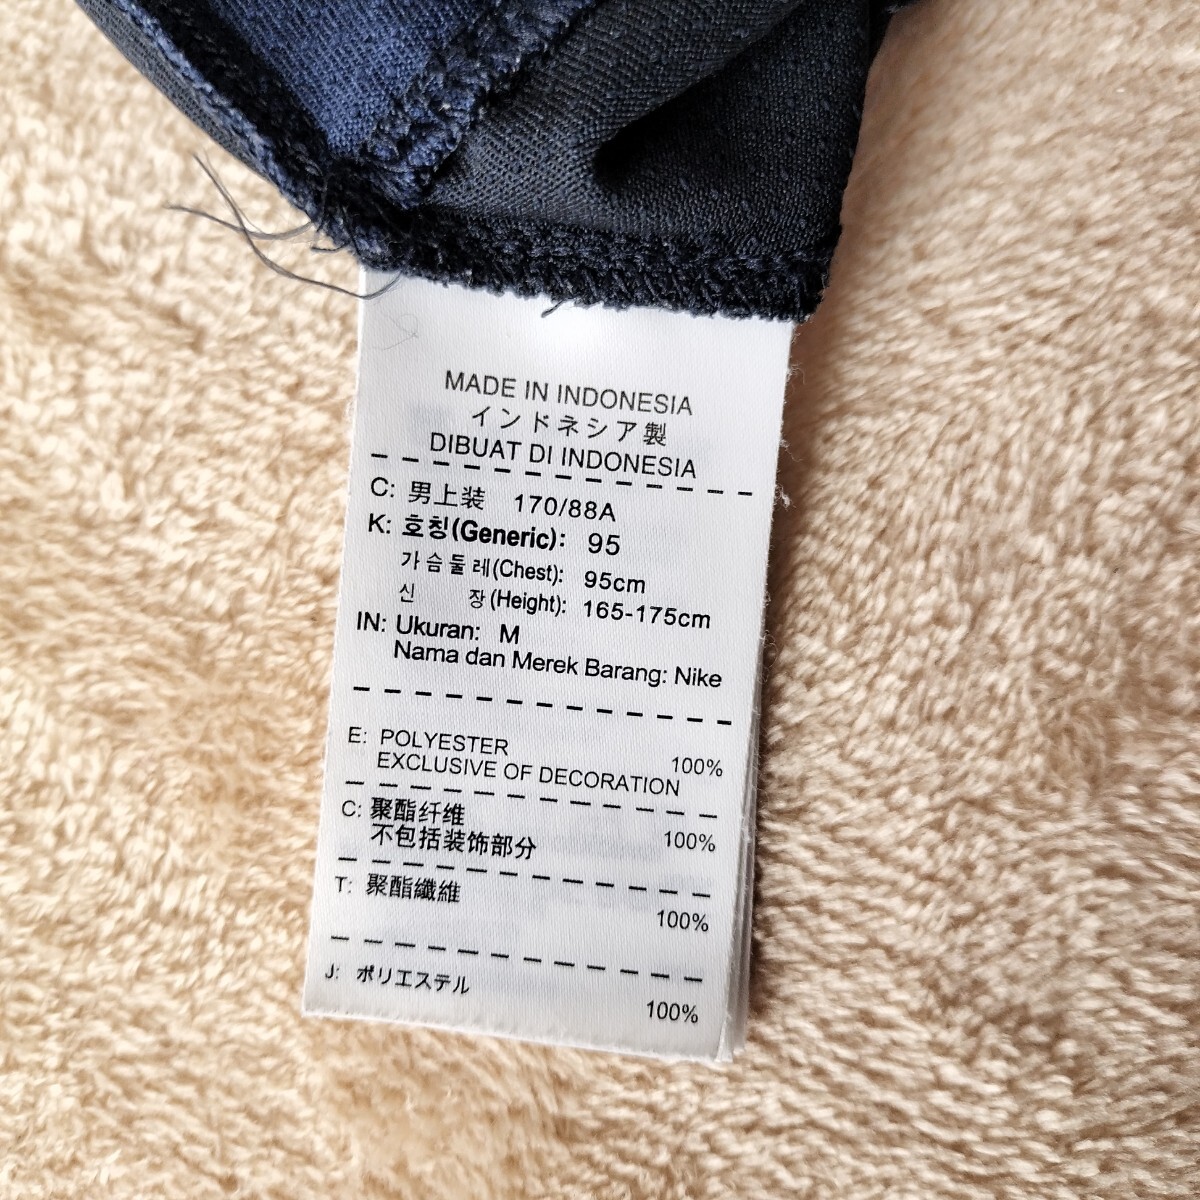 MADE IN INDONESIA
インドネシア製
DIBUAT DI INDONESIA
C: 男上装 170/88A
K: 호칭(Generic): 95
가슴둘레(Chest): 95cm
신 장(Height): 165-175cm
IN: Ukuran: M
Nama dan Merek Barang: Nike
E: POLYESTER 100%
EXCLUSIVE OF DECORATION
C: 聚酯纤维 100%
不包括装饰部分
T: 聚酯纖維 100%
J: ポリエステル 100%